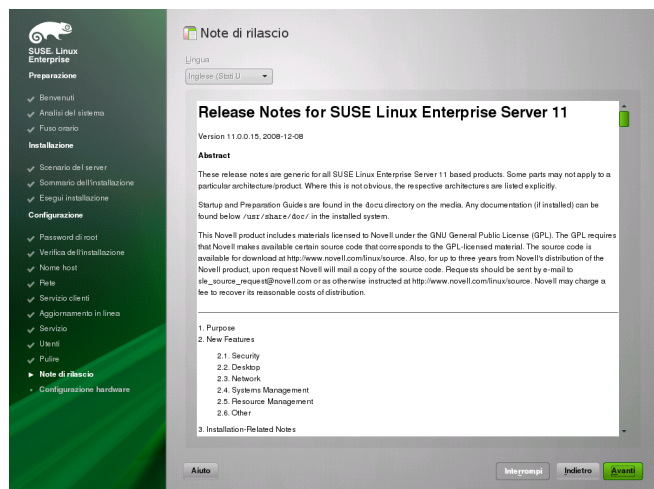 SUSE. Linux
Enterprise
Preparazione
Benvenuti
Analisi del sistema
Fuso orario
Installazione
Scenario del server
Sommario dell'installazione
Esegui installazione
Configurazione
Password di root
Verifica dell'installazione
Nome host
Rete
Servizio clienti
Aggiornamento in linea
Servizio
Utenti
Pulire
Note di rilascio
Configurazione hardware
Note di rilascio
Lingua
Inglese (Stati U
Release Notes for SUSE Linux Enterprise Server 11
Version 11.0.0.15, 2008-12-08
Abstract
These release notes are generic for all SUSE Linux Enterprise Server 11 based products. Some parts may not apply to a
particular architecture/product. Where this is not obvious, the respective architectures are listed explicitly.
Startup and Preparation Guides are found in the docu directory on the media. Any documentation (if installed) can be
found below /usr/share/doc/ in the installed system.
This Novell product includes materials licensed to Novell under the GNU General Public License (GPL). The GPL requires
that Novell makes available certain source code that corresponds to the GPL-licensed material. The source code is
available for download at http://www.novell.com/linux/source. Also, for up to three years from Novell's distribution of the
Novell product, upon request Novell will mail a copy of the source code. Requests should be sent by e-mail to
sle_source_request@novell.com or as otherwise instructed at http://www.novell.com/linux/source. Novell may charge a
fee to recover its reasonable costs of distribution.
1. Purpose
2. New Features
2.1. Security
2.2. Desktop
2.3. Network
2.4. Systems Management
2.5. Resource Management
2.6. Other
3. Installation-Related Notes
Aiuto
Interrompi
Indietro
Avanti